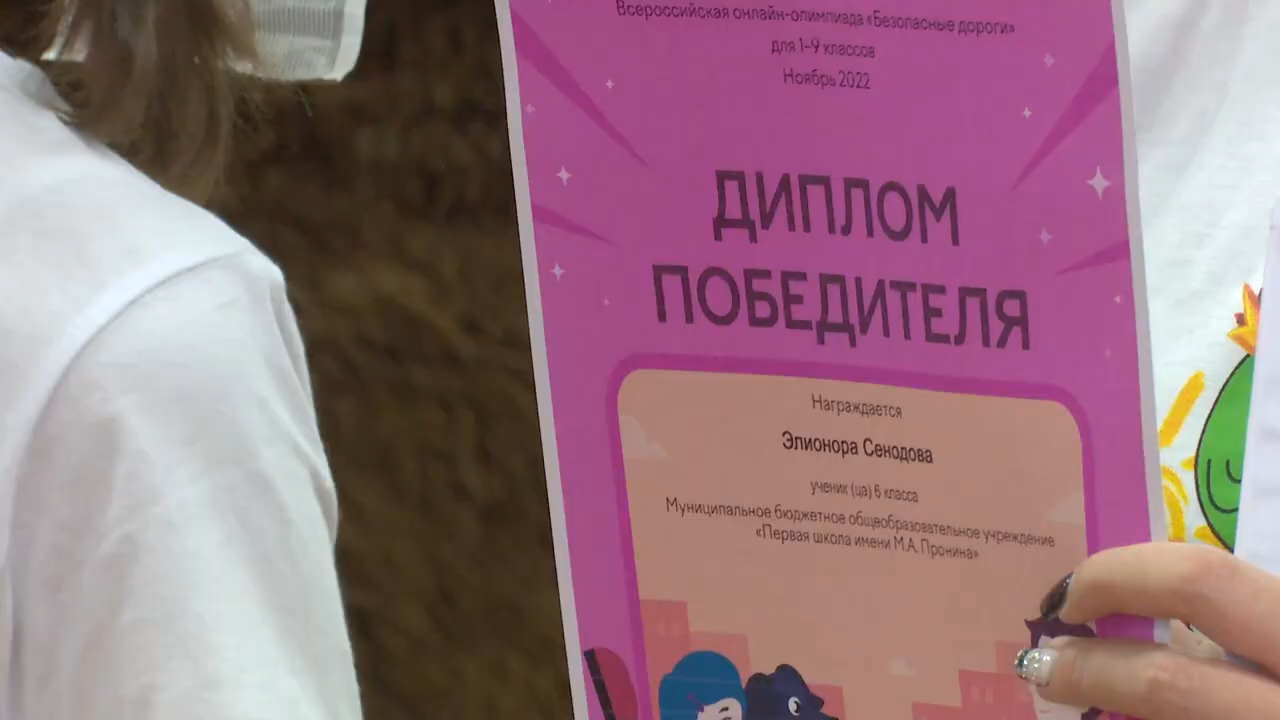 Всероссийская онлайн-олимпиада «Безопасные дороги»
для 1-9 классов
Ноябрь 2022
ДИПЛОМ
ПОБЕДИТЕЛЯ
Награждается
Элионора Сенодова
ученик (ца) 6 класса
Муниципальное бюджетное общеобразовательное учреждение
«Первая школа имени М.А. Пронина»